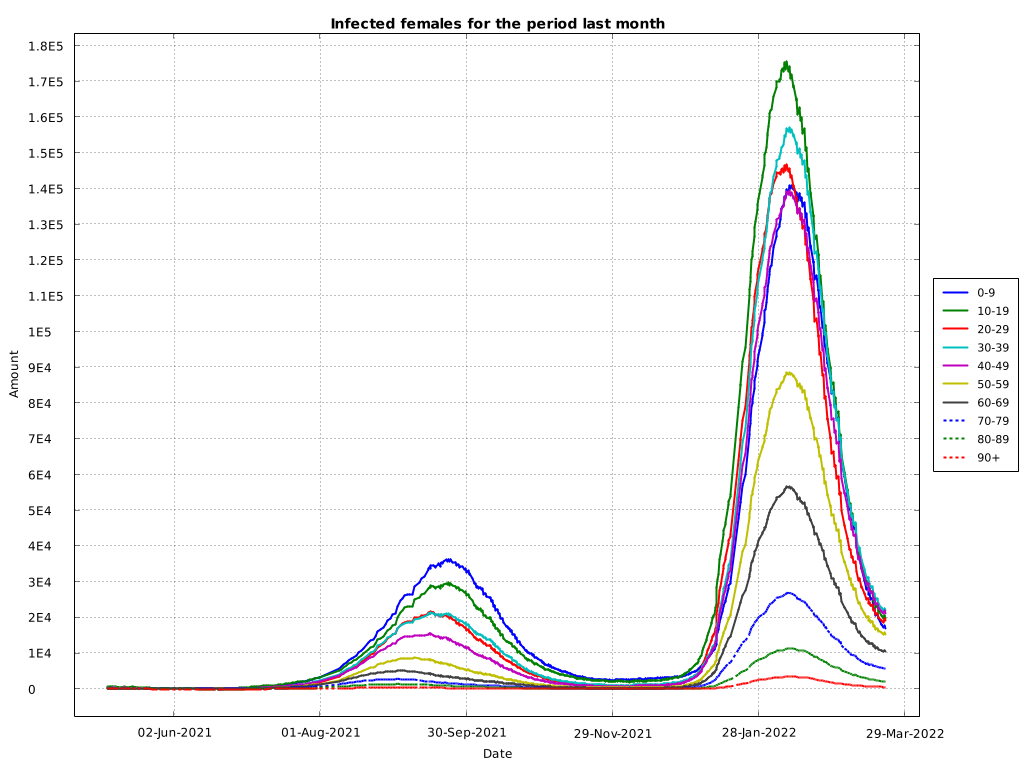 Infected females for the period last month
1.8E5
1.7E5
1.6E5
1.5E5
1.4E5
1.3E5
1.2E5
1.1E5
1E5
9E4
8E4
7E4
6E4
5E4
4E4
3E4
2E4
1E4
0
Amount
02-Jun-2021
01-Aug-2021
30-Sep-2021
29-Nov-2021
28-Jan-2022
29-Mar-2022
Date
0-9
10-19
20-29
30-39
40-49
50-59
60-69
70-79
80-89
90+